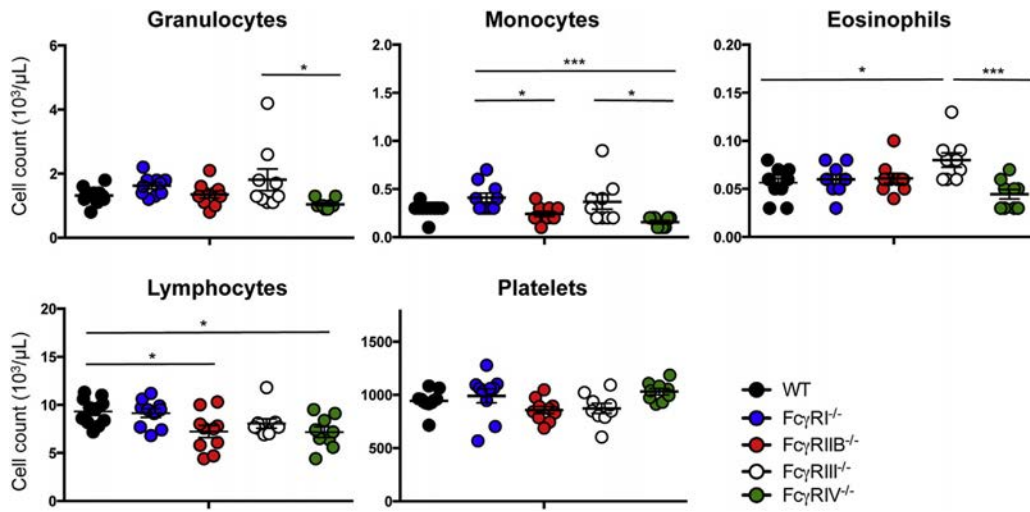 Granulocytes
Monocytes
Eosinophils
Cell count (10³/µL)
6
4
2
0
*
2.0
1.5
1.0
0.5
0.0
***
*
*
0.20
0.15
0.10
0.05
0.00
*
***
Lymphocytes
Platelets
Cell count (10³/µL)
20
15
10
5
0
*
*
1500
1000
500
0
WT
FcγRI⁻/⁻
FcγRIIB⁻/⁻
FcγRIII⁻/⁻
FcγRIV⁻/⁻